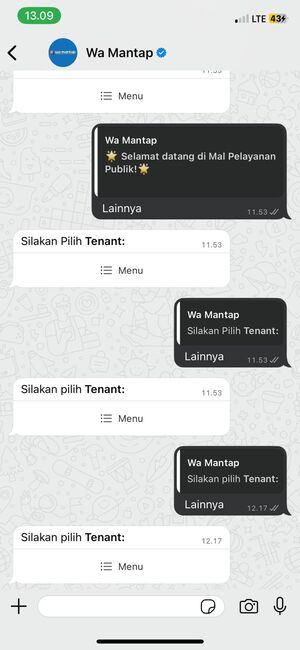 13.09
LTE 43
Wa Mantap
Menu
Wa Mantap
🌟 Selamat datang di Mal Pelayanan
Publik!🌟
Lainnya
11.53
Silakan Pilih Tenant:
11.53
Menu
Wa Mantap
Silakan Pilih Tenant:
Lainnya
11.53
Silakan pilih Tenant:
11.53
Menu
Wa Mantap
Silakan pilih Tenant:
Lainnya
12.17
Silakan pilih Tenant:
12.17
Menu